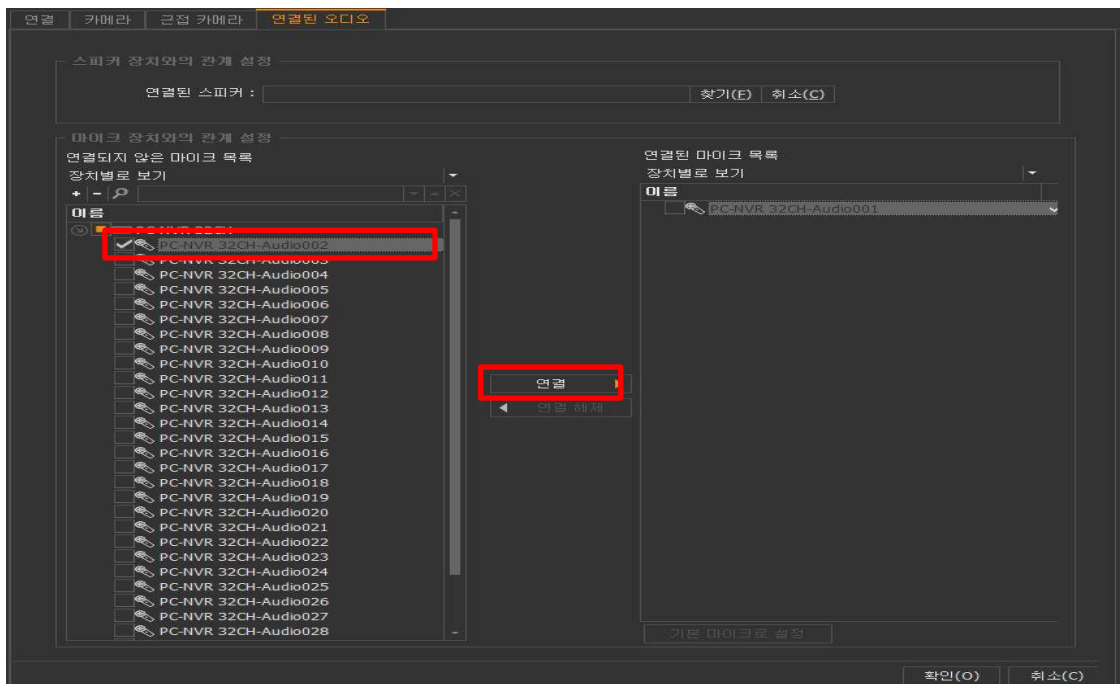 연결 카메라 근접 카메라 연결된 오디오
스피커 장치와의 관계 설정
연결된 스피커 : 찾기(F) 취소(C)
마이크 장치와의 관계 설정
연결되지 않은 마이크 목록
장치별로 보기
이름
PC-NVR 32CH
PC-NVR 32CH-Audio002
PC-NVR 32CH-Audio003
PC-NVR 32CH-Audio004
PC-NVR 32CH-Audio005
PC-NVR 32CH-Audio006
PC-NVR 32CH-Audio007
PC-NVR 32CH-Audio008
PC-NVR 32CH-Audio009
PC-NVR 32CH-Audio010
PC-NVR 32CH-Audio011
PC-NVR 32CH-Audio012
PC-NVR 32CH-Audio013
PC-NVR 32CH-Audio014
PC-NVR 32CH-Audio015
PC-NVR 32CH-Audio016
PC-NVR 32CH-Audio017
PC-NVR 32CH-Audio018
PC-NVR 32CH-Audio019
PC-NVR 32CH-Audio020
PC-NVR 32CH-Audio021
PC-NVR 32CH-Audio022
PC-NVR 32CH-Audio023
PC-NVR 32CH-Audio024
PC-NVR 32CH-Audio025
PC-NVR 32CH-Audio026
PC-NVR 32CH-Audio027
PC-NVR 32CH-Audio028
연결
연결 해제
연결된 마이크 목록
장치별로 보기
이름
PC-NVR 32CH-Audio001
기본 마이크로 설정
확인(O) 취소(C)